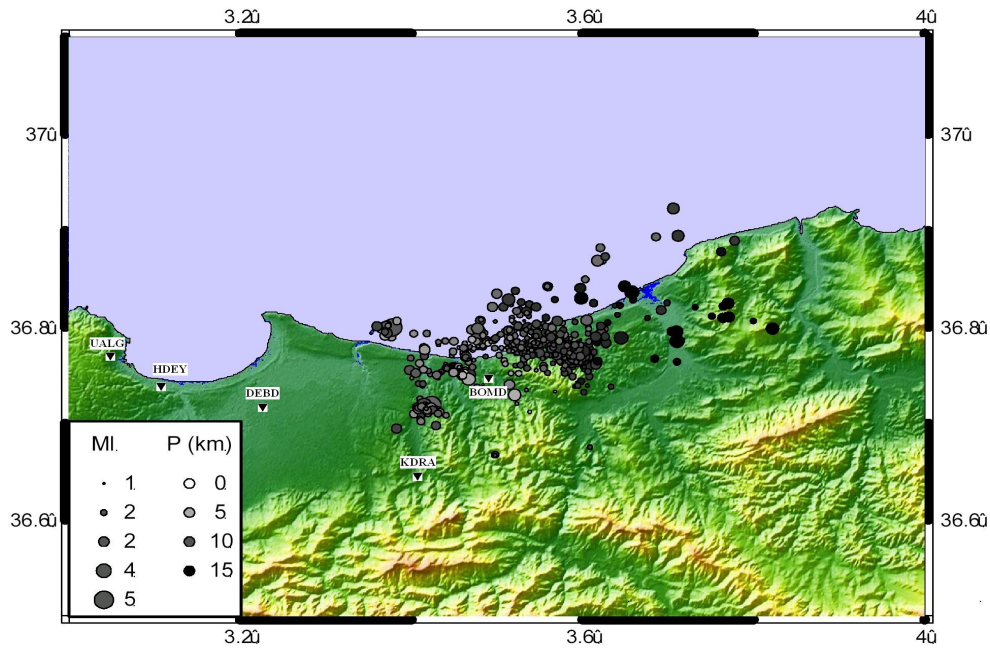 3.2û 3.6û 4û
37û 37û
36.8û 36.8û
UALG
HDEY
DEBD
BOMD
KDRA
Ml. P (km)
1. 0.
2 5
2 10
4 15
5.
36.6û 36.6û
3.2û 3.6û 4û